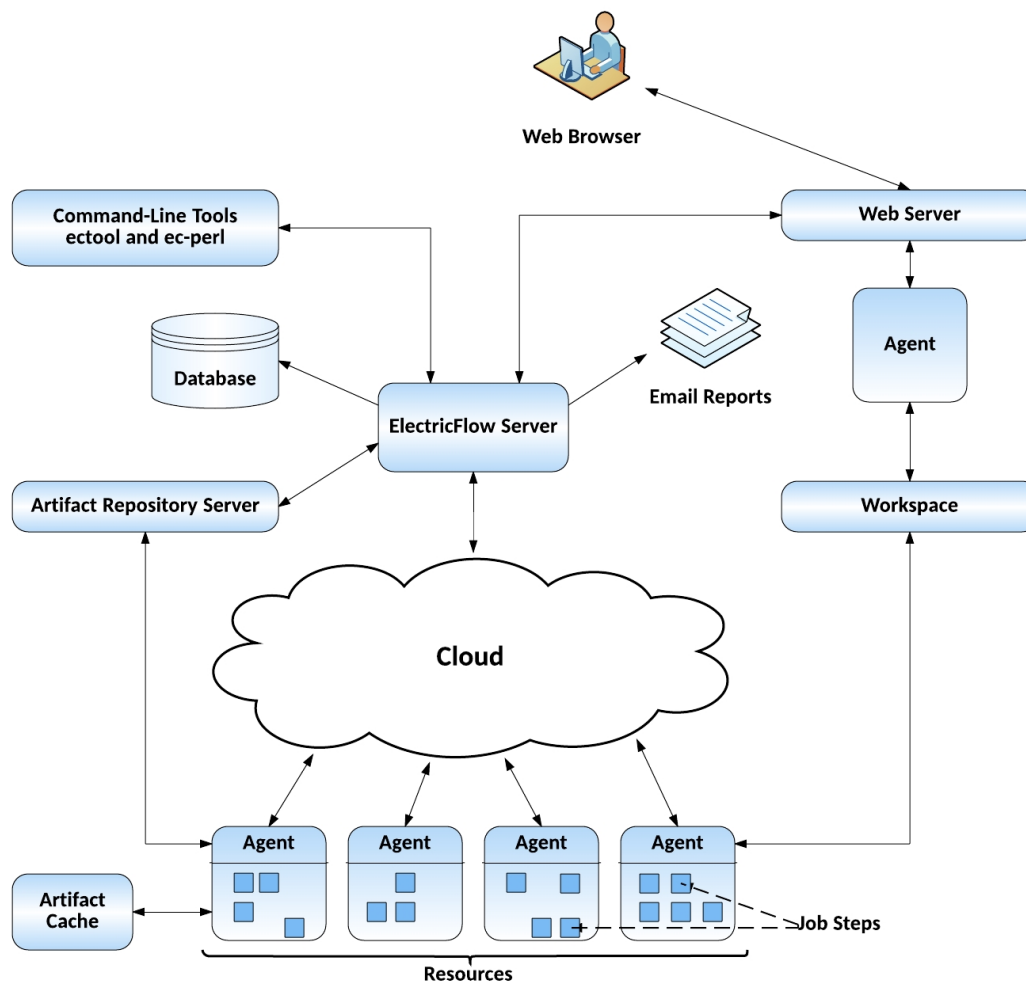 Web Browser
Command-Line Tools
ectool and ec-perl
Web Server
Agent
Database
Email Reports
ElectricFlow Server
Artifact Repository Server
Workspace
Cloud
Agent
Agent
Agent
Agent
Artifact
Cache
Job Steps
Resources